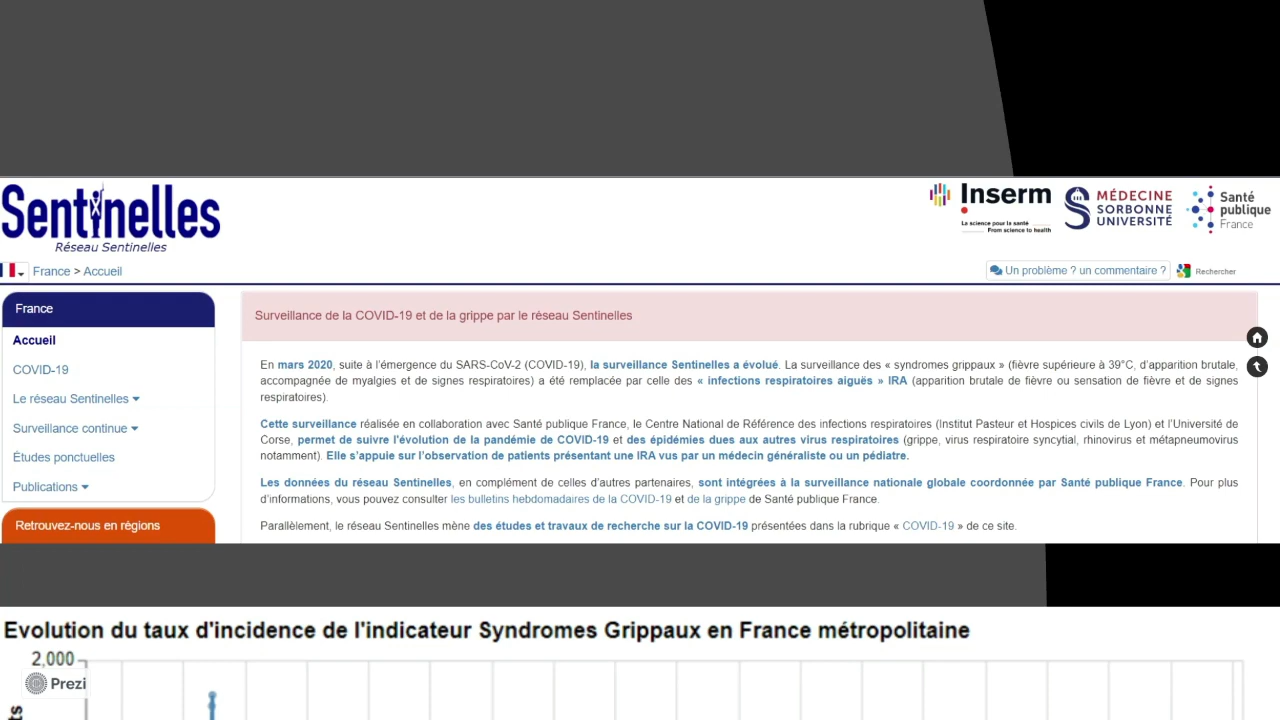 Sentinelles
Réseau Sentinelles
Inserm
La science pour la santé
From science to health
MÉDECINE
SORBONNE
UNIVERSITÉ
Santé
publique
France
France > Accueil
Un problème ? un commentaire ?
Rechercher
France
Accueil
COVID-19
Le réseau Sentinelles
Surveillance continue
Études ponctuelles
Publications
Retrouvez-nous en régions
Surveillance de la COVID-19 et de la grippe par le réseau Sentinelles
En mars 2020, suite à l'émergence du SARS-CoV-2 (COVID-19), la surveillance Sentinelles a évolué. La surveillance des « syndromes grippaux » (fièvre supérieure à 39°C, d'apparition brutale,
accompagnée de myalgies et de signes respiratoires) a été remplacée par celle des « infections respiratoires aiguës » IRA (apparition brutale de fièvre ou sensation de fièvre et de signes
respiratoires).
Cette surveillance réalisée en collaboration avec Santé publique France, le Centre National de Référence des infections respiratoires (Institut Pasteur et Hospices civils de Lyon) et l'Université de
Corse, permet de suivre l'évolution de la pandémie de COVID-19 et des épidémies dues aux autres virus respiratoires (grippe, virus respiratoire syncytial, rhinovirus et métapneumovirus
notamment). Elle s'appuie sur l'observation de patients présentant une IRA vus par un médecin généraliste ou un pédiatre.
Les données du réseau Sentinelles, en complément de celles d'autres partenaires, sont intégrées à la surveillance nationale globale coordonnée par Santé publique France. Pour plus
d'informations, vous pouvez consulter les bulletins hebdomadaires de la COVID-19 et de la grippe de Santé publique France.
Parallèlement, le réseau Sentinelles mène des études et travaux de recherche sur la COVID-19 présentées dans la rubrique « COVID-19 » de ce site.
Evolution du taux d'incidence de l'indicateur Syndromes Grippaux en France métropolitaine
2,000
Prezi